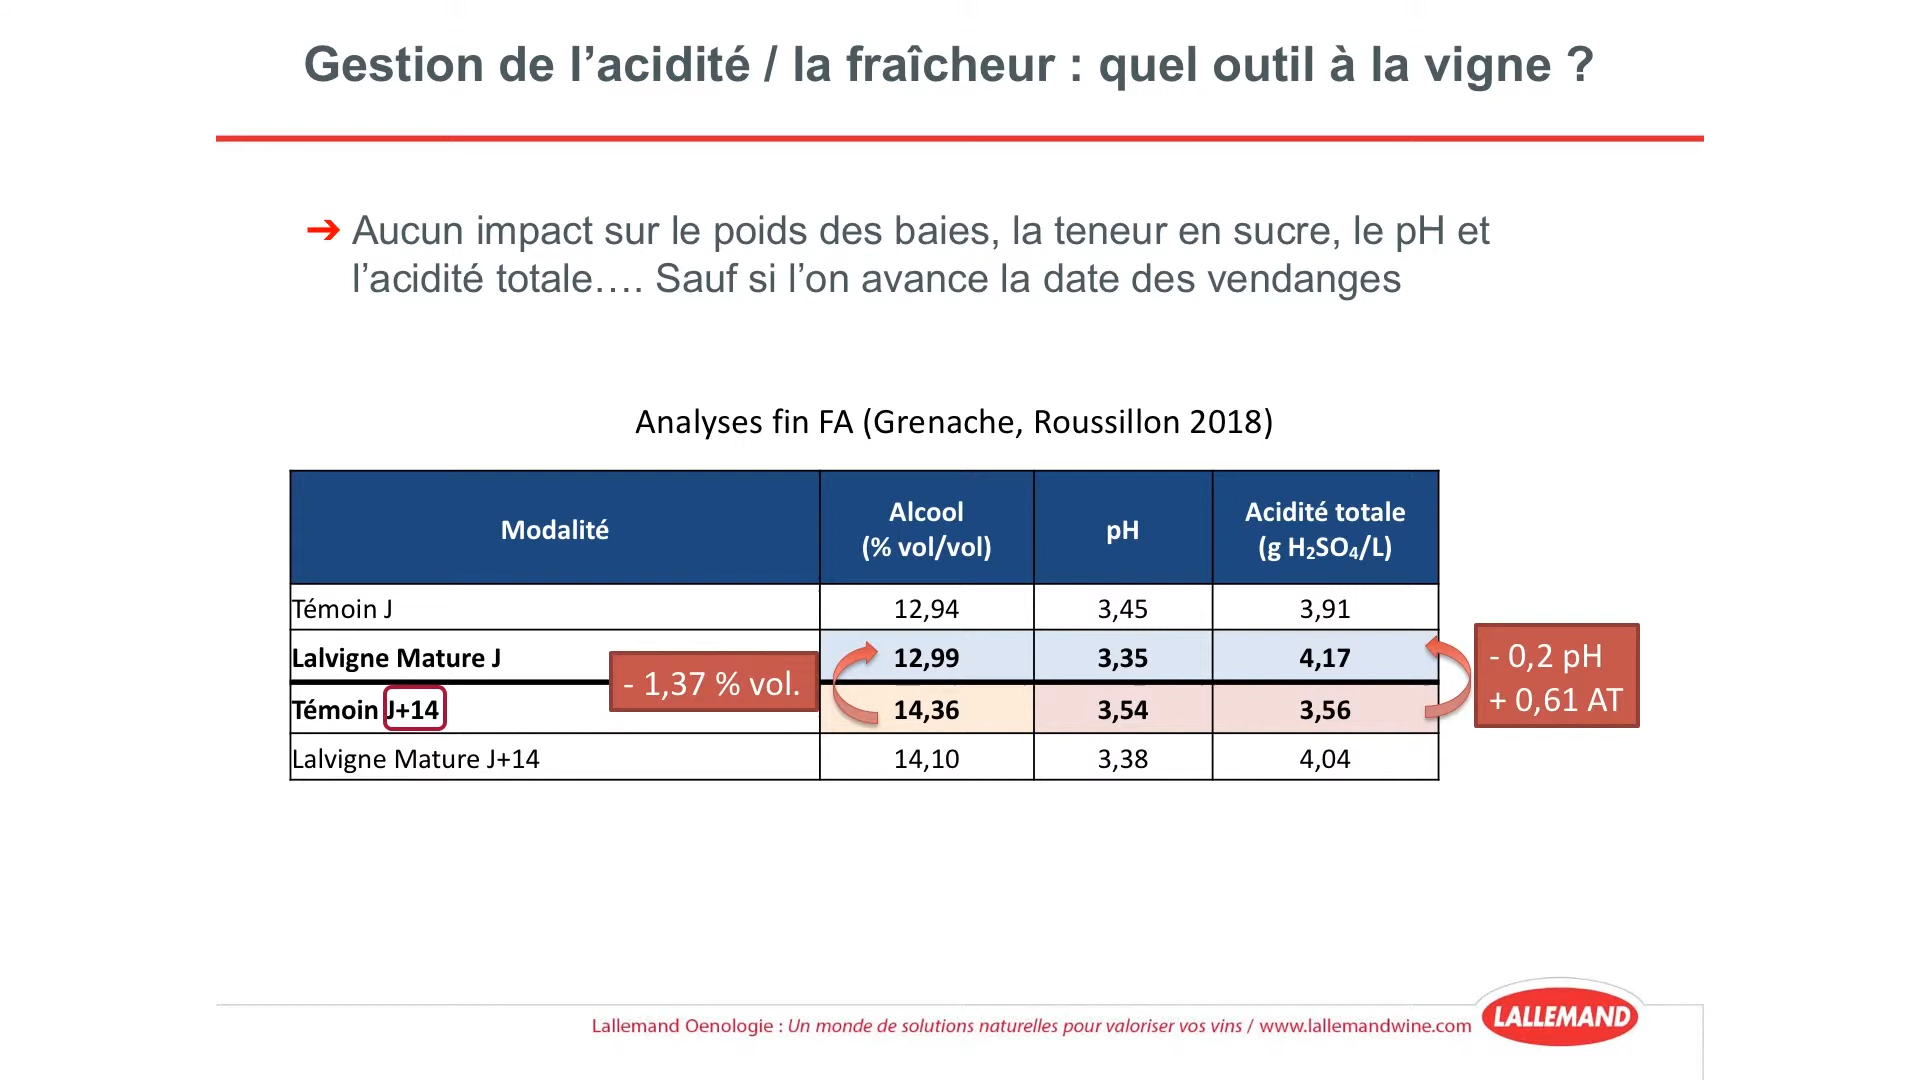 Gestion de l’acidité / la fraîcheur : quel outil à la vigne ?
➔ Aucun impact sur le poids des baies, la teneur en sucre, le pH et
l’acidité totale…. Sauf si l’on avance la date des vendanges
Analyses fin FA (Grenache, Roussillon 2018)
Modalité Alcool (% vol/vol) pH Acidité totale (g H₂SO₄/L)
Témoin J 12,94 3,45 3,91
Lalvigne Mature J 12,99 3,35 4,17
- 1,37 % vol.
- 0,2 pH
+ 0,61 AT
Témoin J+14 14,36 3,54 3,56
Lalvigne Mature J+14 14,10 3,38 4,04
Lallemand Oenologie : Un monde de solutions naturelles pour valoriser vos vins / www.lallemandwine.com
LALLEMAND